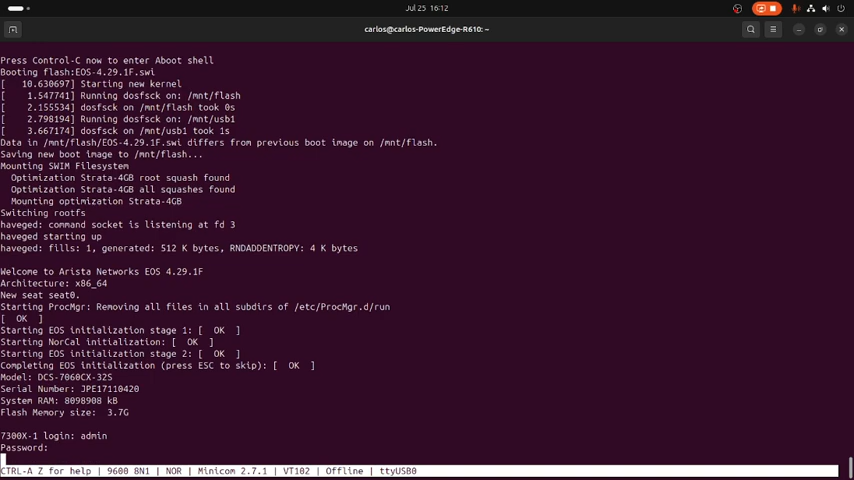 Jul 25 16:12
carlos@carlos-PowerEdge-R610: ~
Press Control-C now to enter Aboot shell
Booting flash:EOS-4.29.1F.swi
[   10.630697] Starting new kernel
[    1.547741] Running dosfsck on: /mnt/flash
[    2.155534] dosfsck on /mnt/flash took 0s
[    2.798194] Running dosfsck on: /mnt/usb1
[    3.667174] dosfsck on /mnt/usb1 took 1s
Data in /mnt/flash/EOS-4.29.1F.swi differs from previous boot image on /mnt/flash.
Saving new boot image to /mnt/flash...
Mounting SWIM Filesystem
  Optimization Strata-4GB root squash found
  Optimization Strata-4GB all squashes found
  Mounting optimization Strata-4GB
Switching rootfs
haveged: command socket is listening at fd 3
haveged starting up
haveged: fills: 1, generated: 512 K bytes, RNDADDENTROPY: 4 K bytes
Welcome to Arista Networks EOS 4.29.1F
Architecture: x86_64
New seat seat0.
Starting ProcMgr: Removing all files in all subdirs of /etc/ProcMgr.d/run
[  OK  ]
Starting EOS initialization stage 1: [  OK  ]
Starting NorCal initialization: [  OK  ]
Starting EOS initialization stage 2: [  OK  ]
Completing EOS initialization (press ESC to skip): [  OK  ]
Model: DCS-7060CX-32S
Serial Number: JPE17110420
System RAM: 8098908 kB
Flash Memory size:  3.7G
7300X-1 login: admin
Password:
CTRL-A Z for help | 9600 8N1 | NOR | Minicom 2.7.1 | VT102 | Offline | ttyUSB0